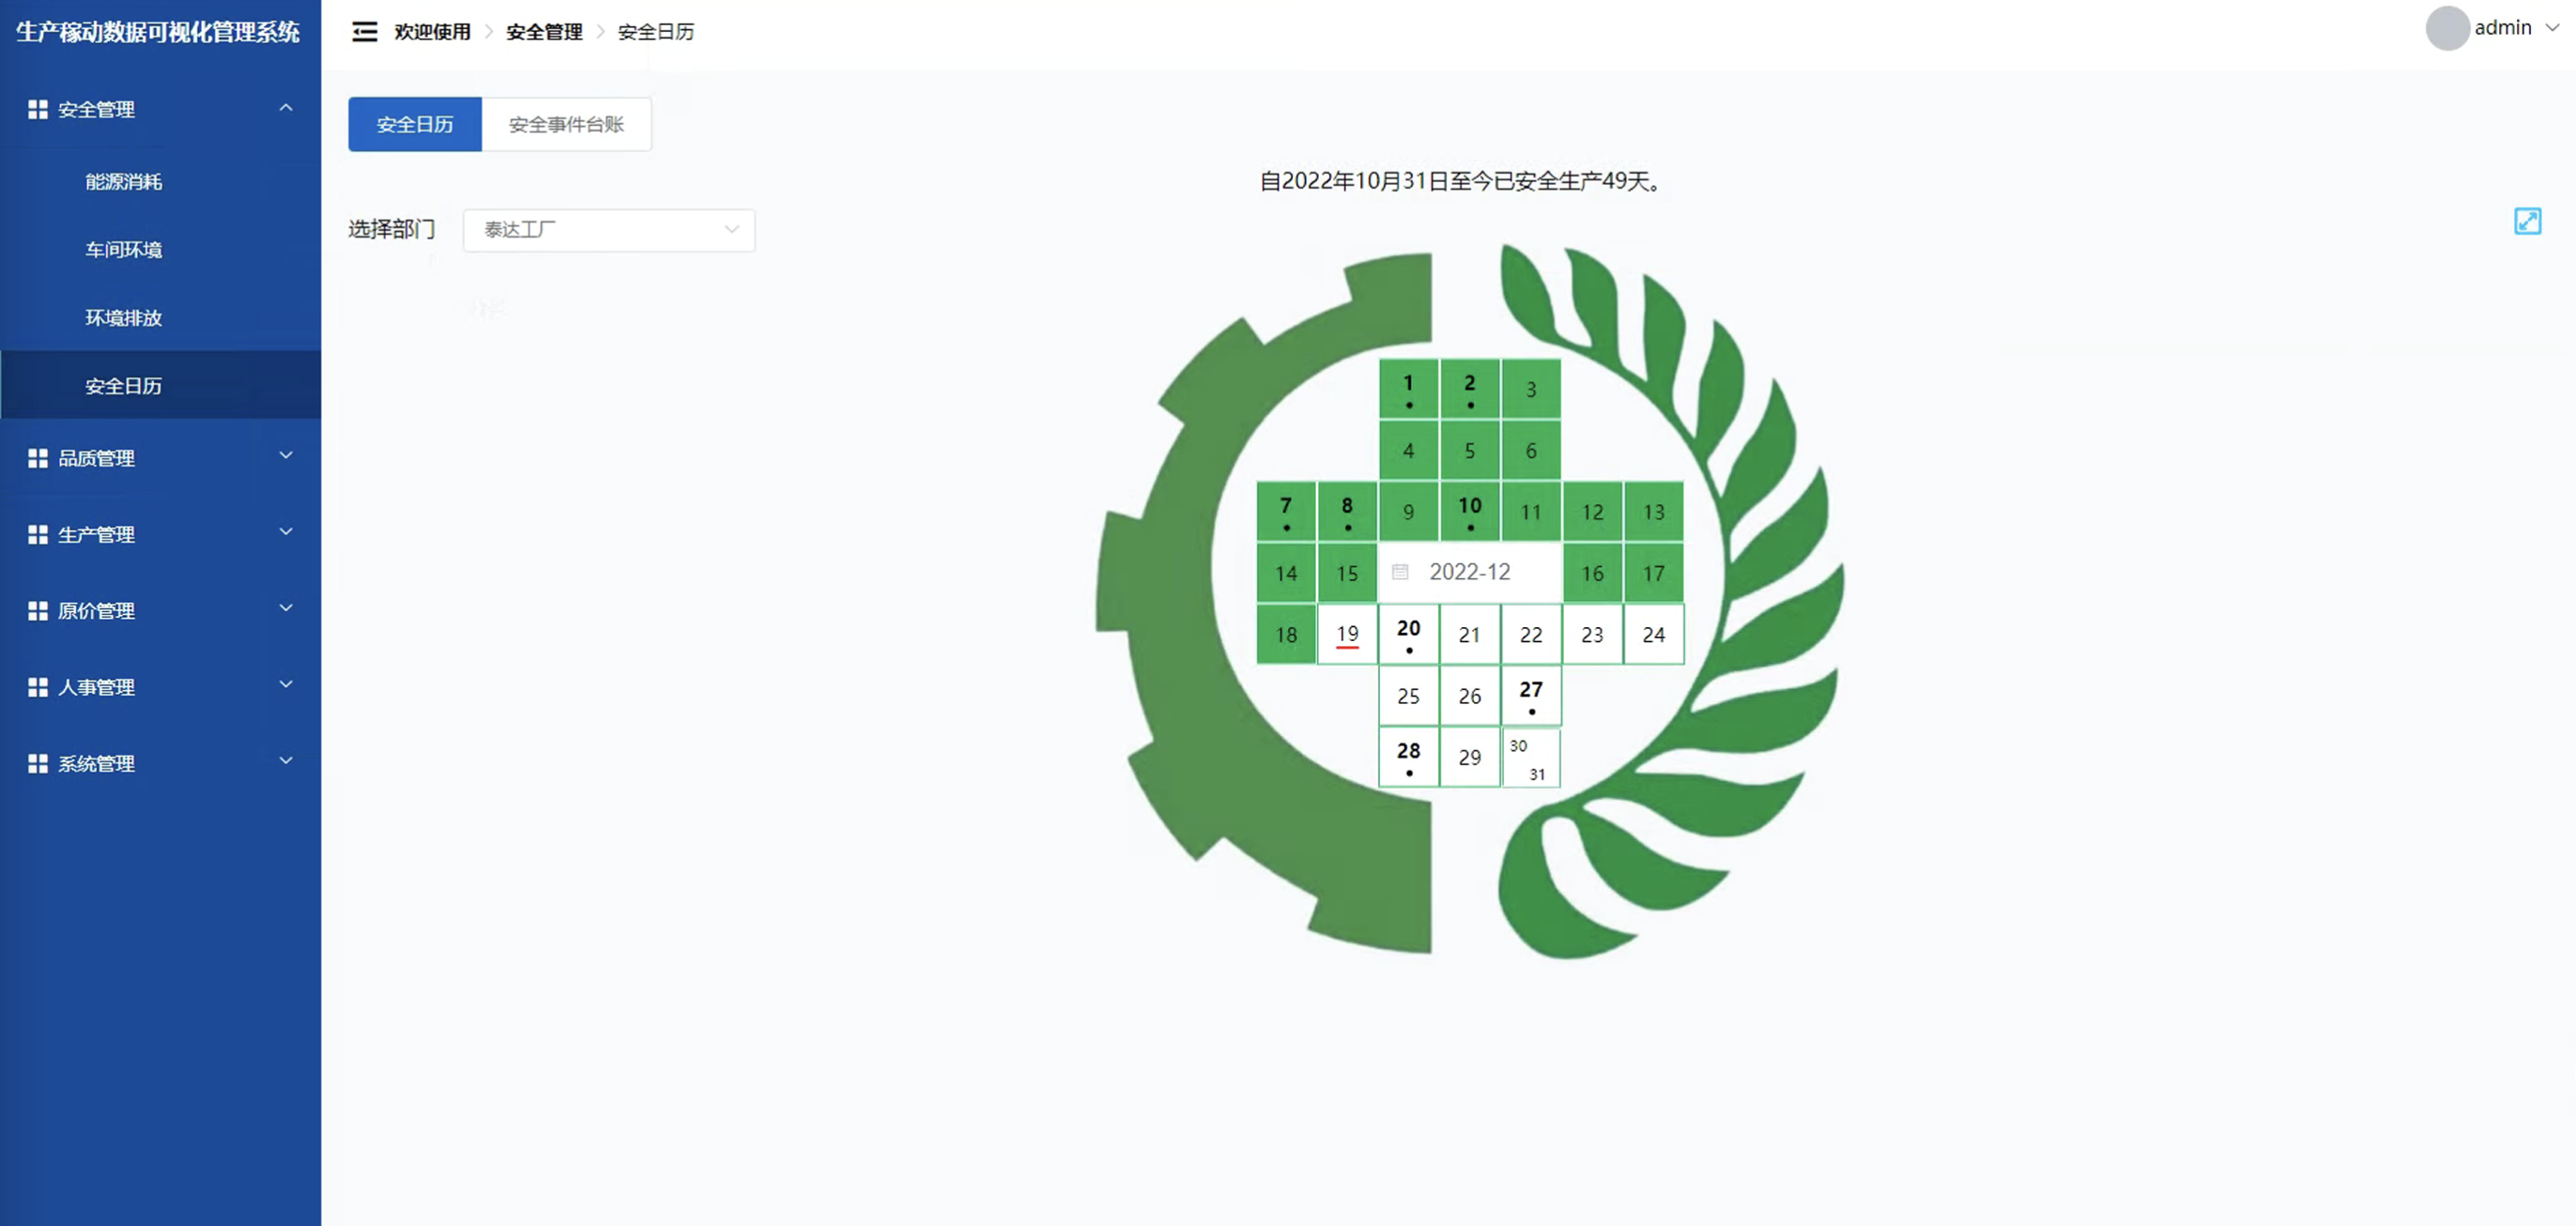 生产稼动数据可视化管理系统
欢迎使用 > 安全管理 > 安全日历
admin
安全管理
能源消耗
车间环境
环境排放
安全日历
品质管理
生产管理
原价管理
人事管理
系统管理
安全日历 安全事件台账
自2022年10月31日至今已安全生产49天。
选择部门 泰达工厂
1 2 3
4 5 6
7 8 9 10 11 12 13
14 15 2022-12 16 17
18 19 20 21 22 23 24
25 26 27
28 29 30 31